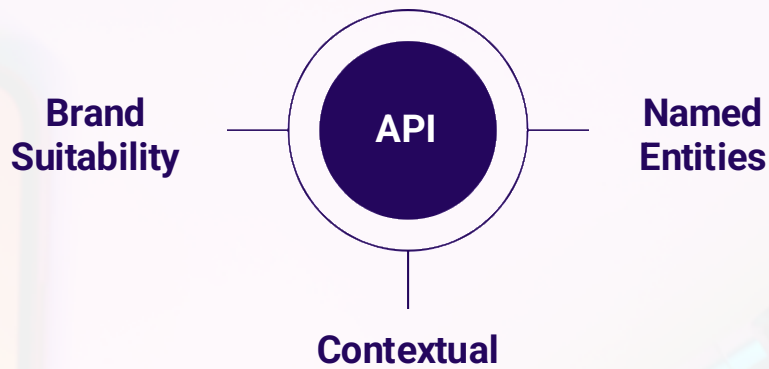 Brand
Suitability
API
Named
Entities
Contextual